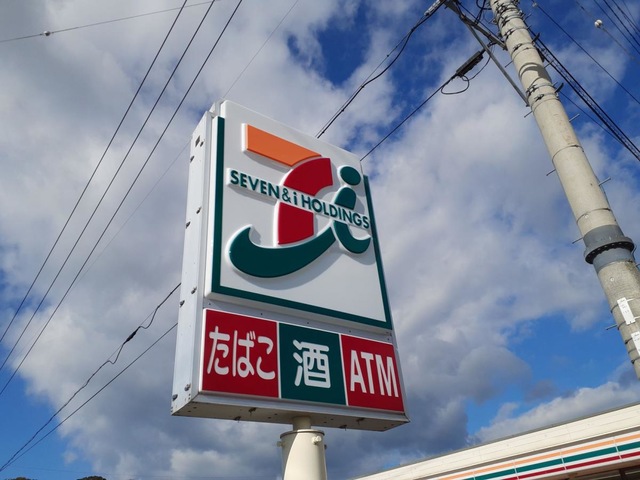 SEVEN&i HOLDINGS
たばこ 酒 ATM